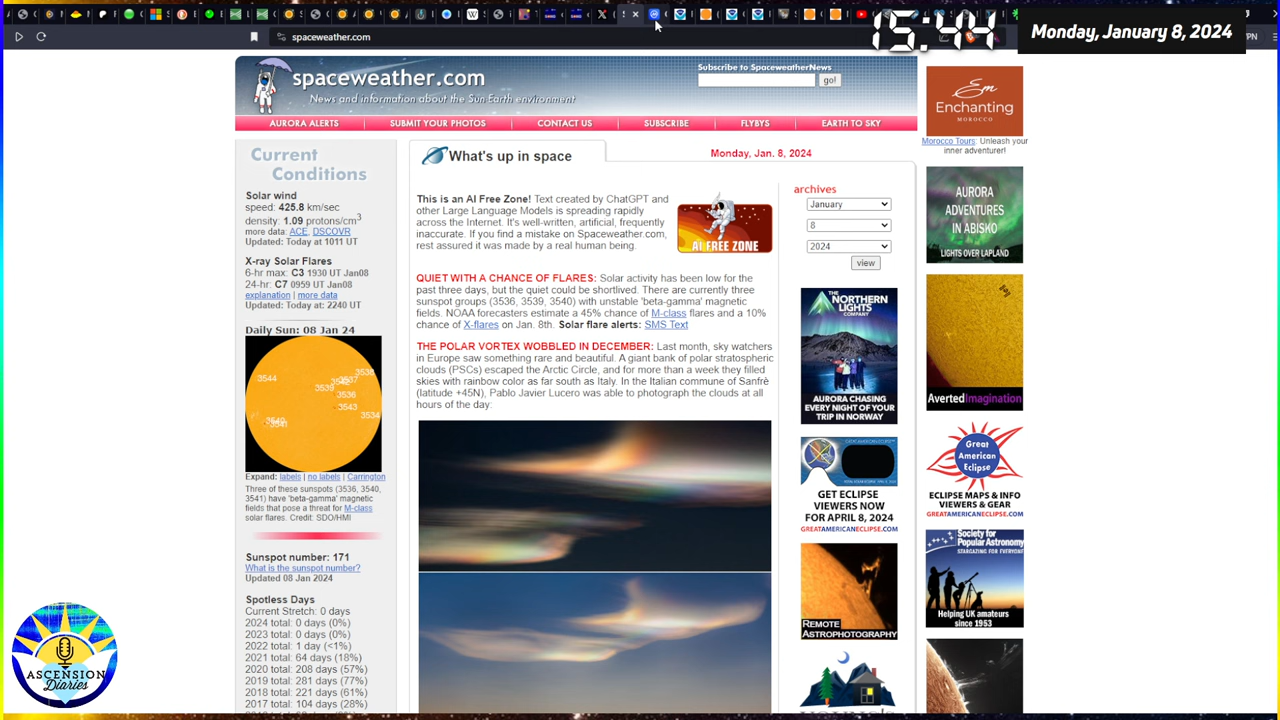 15:44
Monday, January 8, 2024
spaceweather.com
spaceweather.com
News and information about the Sun Earth environment
Subscribe to SpaceweatherNews
go!
AURORA ALERTS
SUBMIT YOUR PHOTOS
CONTACT US
SUBSCRIBE
FLYBYS
EARTH TO SKY
Current
Conditions
Solar wind
speed: 425.8 km/sec
density: 1.09 protons/cm3
more data: ACE, DSCOVR
Updated: Today at 1011 UT
X-ray Solar Flares
6-hr max: C3 1930 UT Jan08
24-hr: C7 0959 UT Jan08
explanation | more data
Updated: Today at: 2240 UT
Daily Sun: 08 Jan 24
3544
3538
3537
3539
3536
3543
3534
3540
3541
Expand: labels | no labels | Carrington
Three of these sunspots (3536, 3540,
3541) have 'beta-gamma' magnetic
fields that pose a threat for M-class
solar flares. Credit: SDO/HMI
Sunspot number: 171
What is the sunspot number?
Updated 08 Jan 2024
Spotless Days
Current Stretch: 0 days
2024 total: 0 days (0%)
2023 total: 0 days (0%)
2022 total: 1 day (<1%)
2021 total: 64 days (18%)
2020 total: 208 days (57%)
2019 total: 281 days (77%)
2018 total: 221 days (61%)
2017 total: 104 days (28%)
What's up in space
Monday, Jan. 8, 2024
This is an AI Free Zone! Text created by ChatGPT and
other Large Language Models is spreading rapidly
across the Internet. It's well-written, artificial, frequently
inaccurate. If you find a mistake on Spaceweather.com,
rest assured it was made by a real human being.
AI FREE ZONE
QUIET WITH A CHANCE OF FLARES: Solar activity has been low for the
past three days, but the quiet could be shortlived. There are currently three
sunspot groups (3536, 3539, 3540) with unstable 'beta-gamma' magnetic
fields. NOAA forecasters estimate a 45% chance of M-class flares and a 10%
chance of X-flares on Jan. 8th. Solar flare alerts: SMS Text
THE POLAR VORTEX WOBBLED IN DECEMBER: Last month, sky watchers
in Europe saw something rare and beautiful. A giant bank of polar stratospheric
clouds (PSCs) escaped the Arctic Circle, and for more than a week they filled
skies with rainbow color as far south as Italy. In the Italian commune of Sanfrè
(latitude +45N), Pablo Javier Lucero was able to photograph the clouds at all
hours of the day:
archives
January
8
2024
view
THE
NORTHERN
LIGHTS
COMPANY
AURORA CHASING
EVERY NIGHT OF YOUR
TRIP IN NORWAY
GET ECLIPSE
VIEWERS NOW
FOR APRIL 8, 2024
GREATAMERICANECLIPSE.COM
REMOTE
ASTROPHOTOGRAPHY
Em
Enchanting
MOROCCO
Morocco Tours: Unleash your
inner adventurer!
AURORA
ADVENTURES
IN ABISKO
LIGHTS OVER LAPLAND
AvertedImagination
Great
American
Eclipse
ECLIPSE MAPS & INFO
VIEWERS & GEAR
GREATAMERICANECLIPSE.COM
Society for
Popular Astronomy
STARGAZING FOR EVERYONE
Helping UK amateurs
since 1953
ASCENSION
Diaries